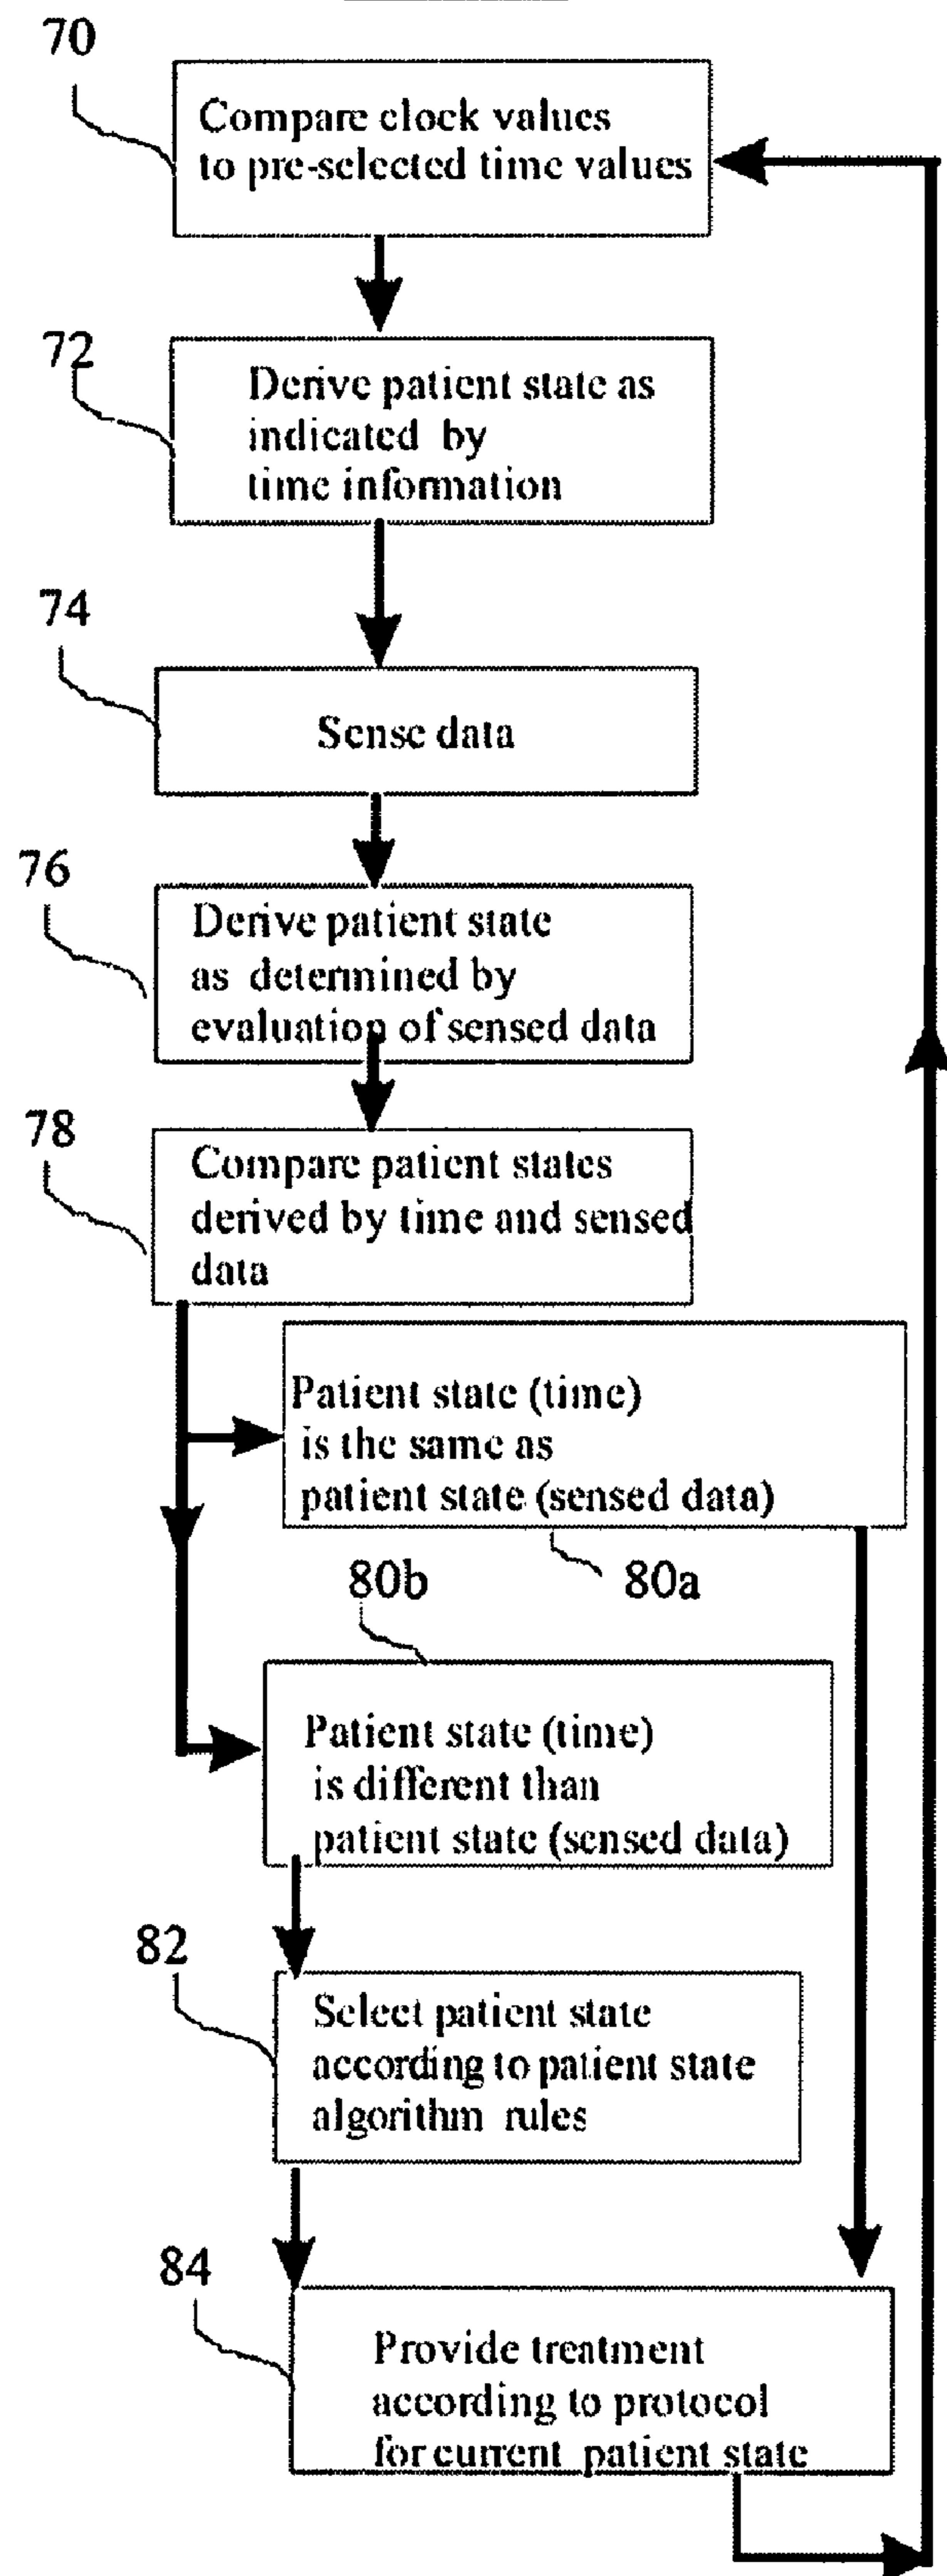 70
Compare clock values
to pre-selected time values
72
Derive patient state as
indicated by
time information
74
Sense data
76
Derive patient state
as determined by
evaluation of sensed data
78
Compare patient states
derived by time and sensed
data
Patient state (time)
is the same as
patient state (sensed data)
80a
80b
Patient state (time)
is different than
patient state (sensed data)
82
Select patient state
according to patient state
algorithm rules
84
Provide treatment
according to protocol
for current patient state